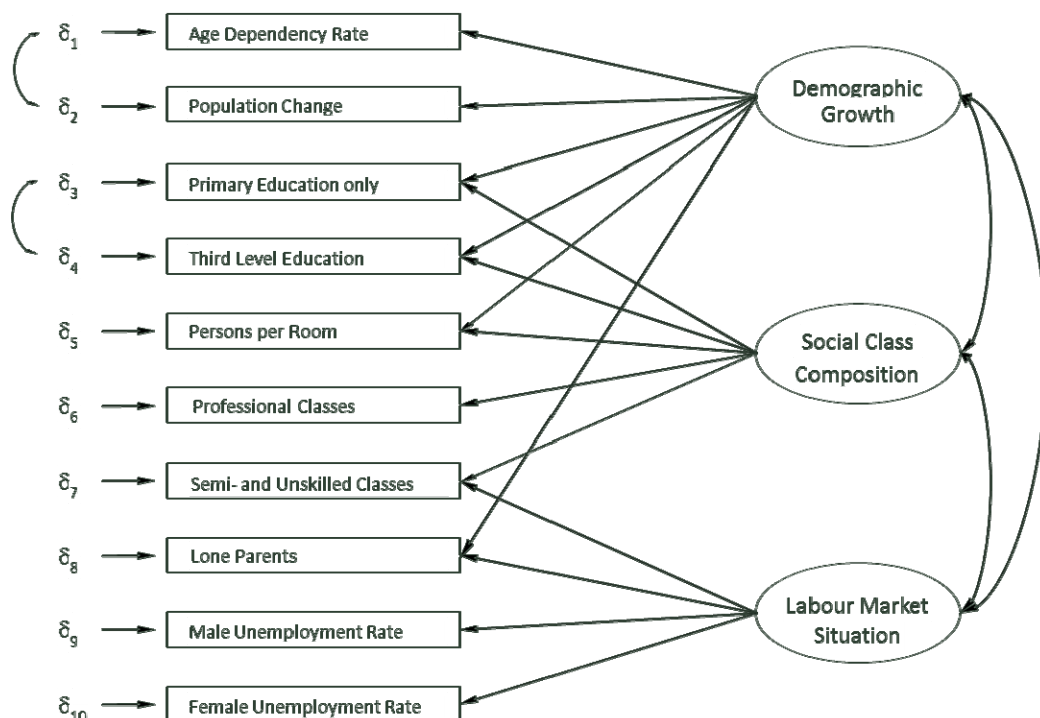 δ1 Age Dependency Rate
δ2 Population Change
δ3 Primary Education only
δ4 Third Level Education
δ5 Persons per Room
δ6 Professional Classes
δ7 Semi- and Unskilled Classes
δ8 Lone Parents
δ9 Male Unemployment Rate
δ10 Female Unemployment Rate
Demographic
Growth
Social Class
Composition
Labour Market
Situation